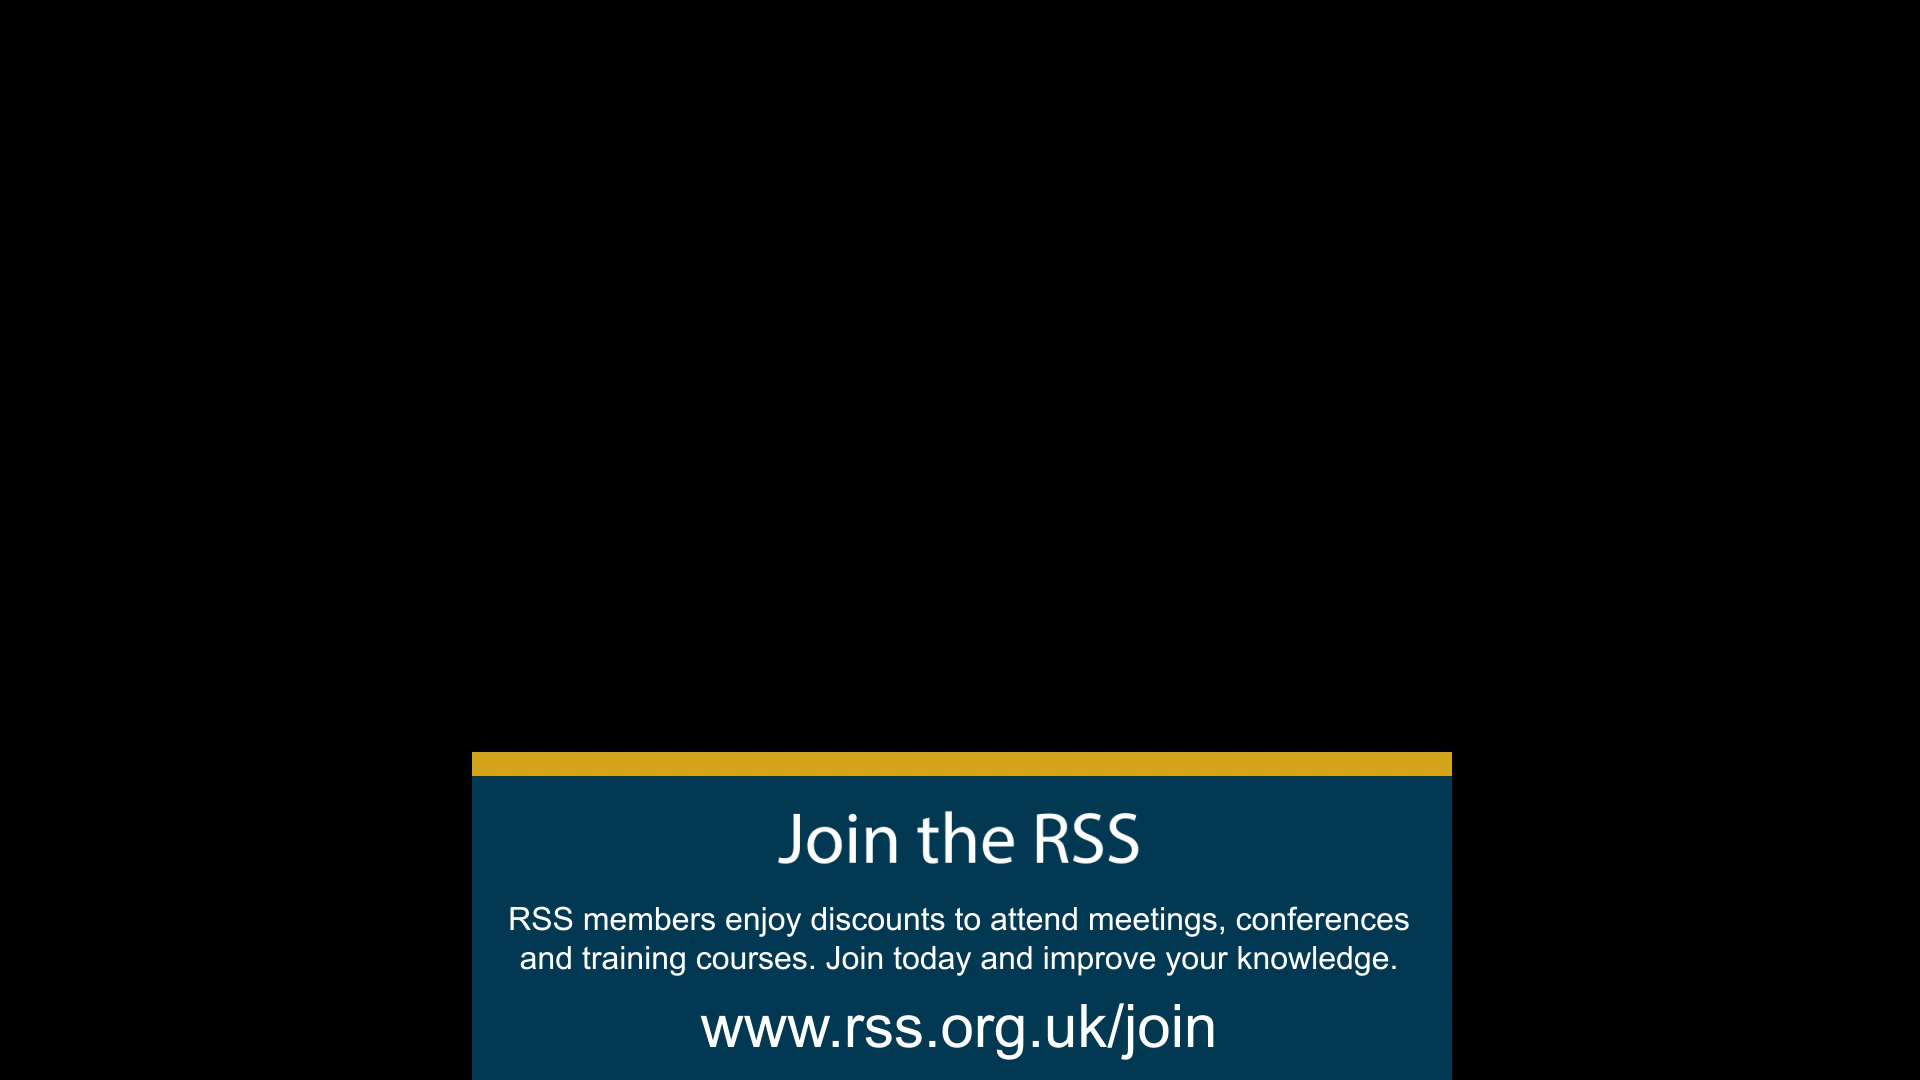 Join the RSS
RSS members enjoy discounts to attend meetings, conferences
and training courses. Join today and improve your knowledge.
www.rss.org.uk/join